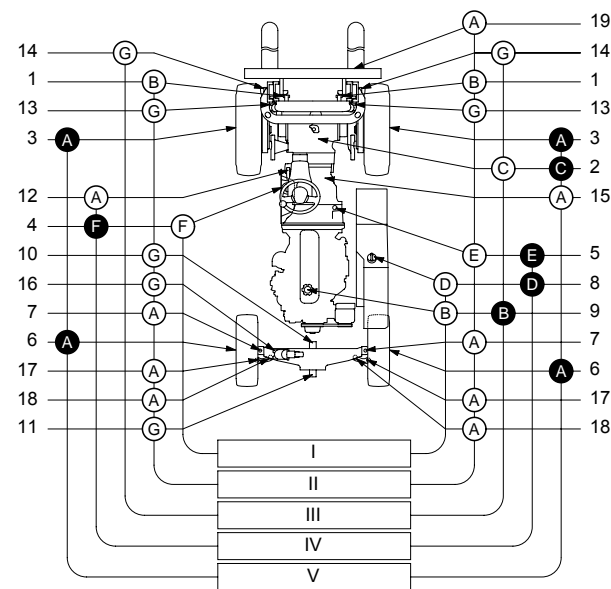 A 19
14 G G 14
1 B B 1
13 G G 13
3 A A 3
C C 2
12 A A 15
4 F F
E E 5
10 G
D D 8
16 G
B B 9
7 A A 7
6 A A 6
17 A A 17
18 A A 18
11 G
I
II
III
IV
V